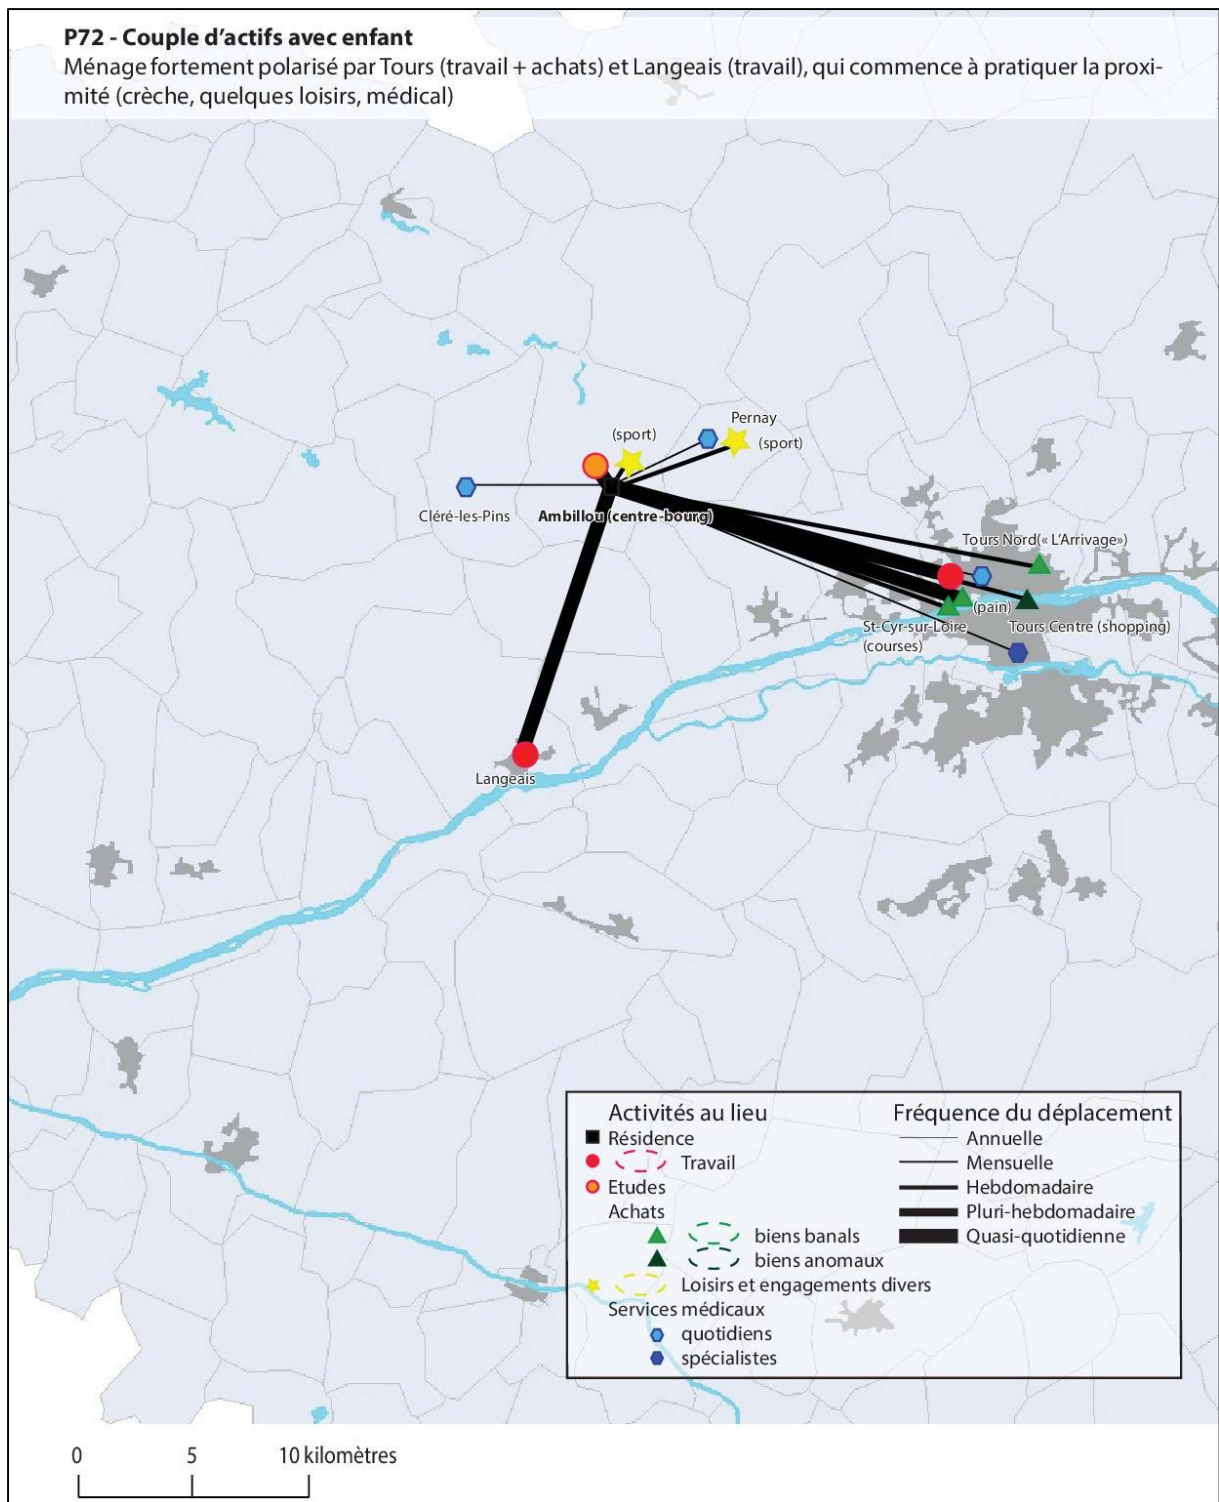 P72 - Couple d’actifs avec enfant
Ménage fortement polarisé par Tours (travail + achats) et Langeais (travail), qui commence à pratiquer la proxi-
mité (crèche, quelques loisirs, médical)
Pernay
(sport)
(sport)
Cléré-les-Pins
Ambillou (centre-bourg)
Tours Nord(« L’Arrivage»)
(pain)
St-Cyr-sur-Loire
(courses)
Tours Centre (shopping)
Langeais
Activités au lieu
Résidence
Travail
Etudes
Achats
biens banals
biens anomaux
Loisirs et engagements divers
Services médicaux
quotidiens
spécialistes
Fréquence du déplacement
Annuelle
Mensuelle
Hebdomadaire
Pluri-hebdomadaire
Quasi-quotidienne
0 5 10 kilomètres